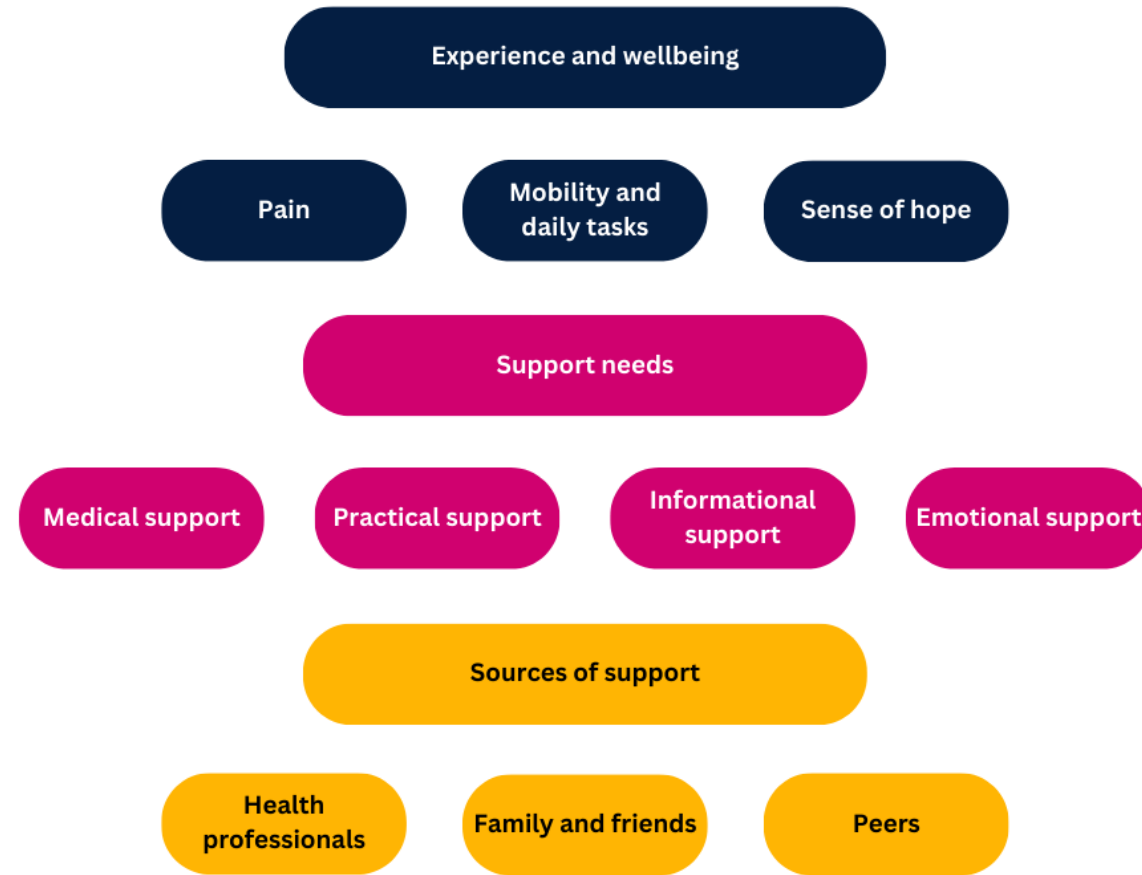 Experience and wellbeing
Pain
Mobility and
daily tasks
Sense of hope
Support needs
Medical support
Practical support
Informational
support
Emotional support
Sources of support
Health
professionals
Family and friends
Peers